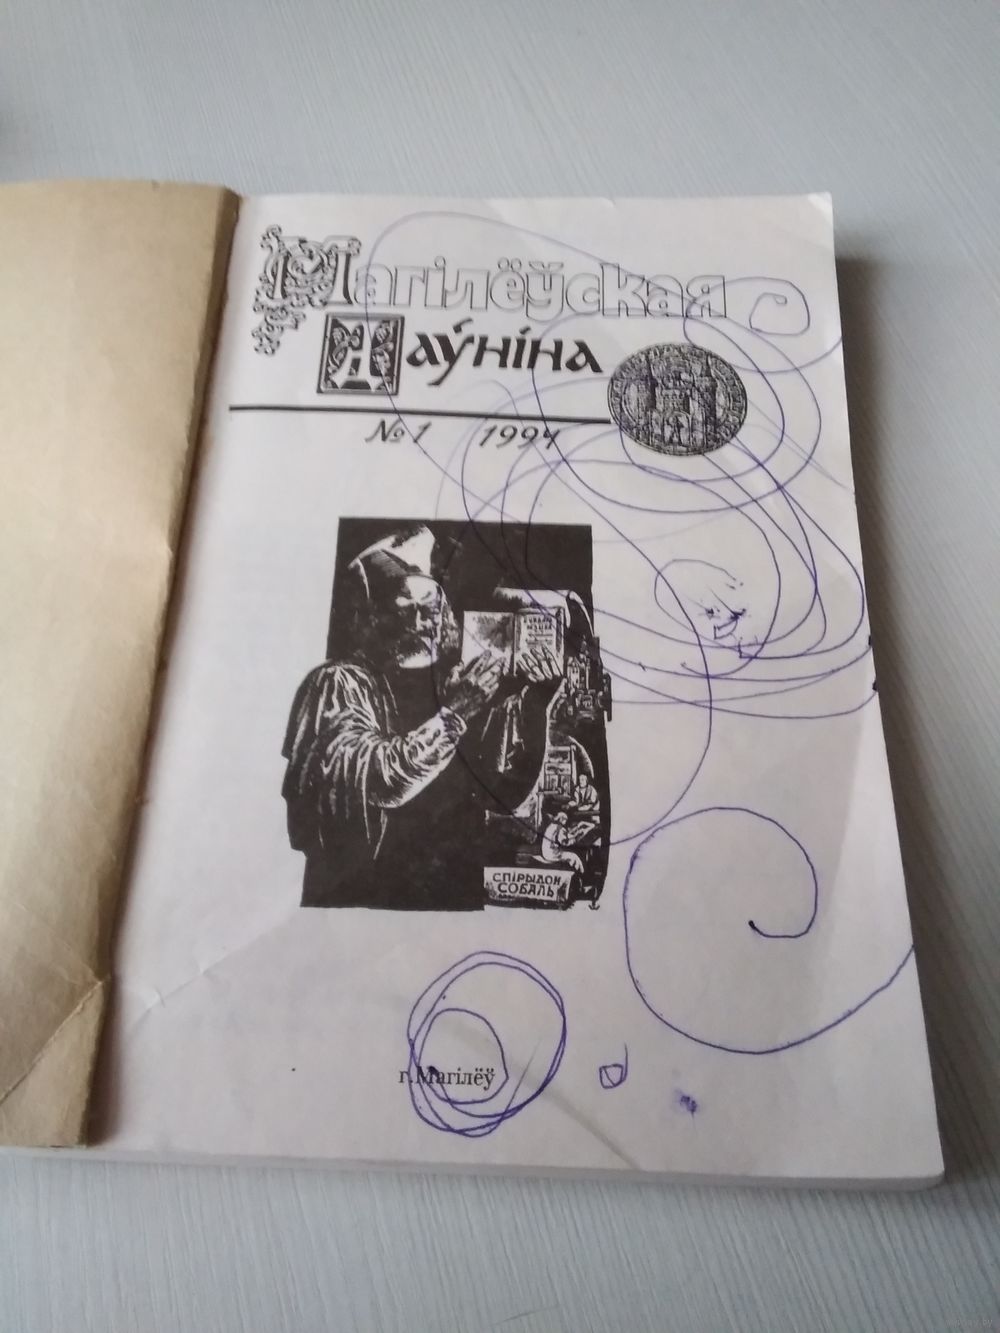 Магілёўская
Даўніна
№1 1994
СПІРЫДОН
СОБАЛЬ
г.Магілёў